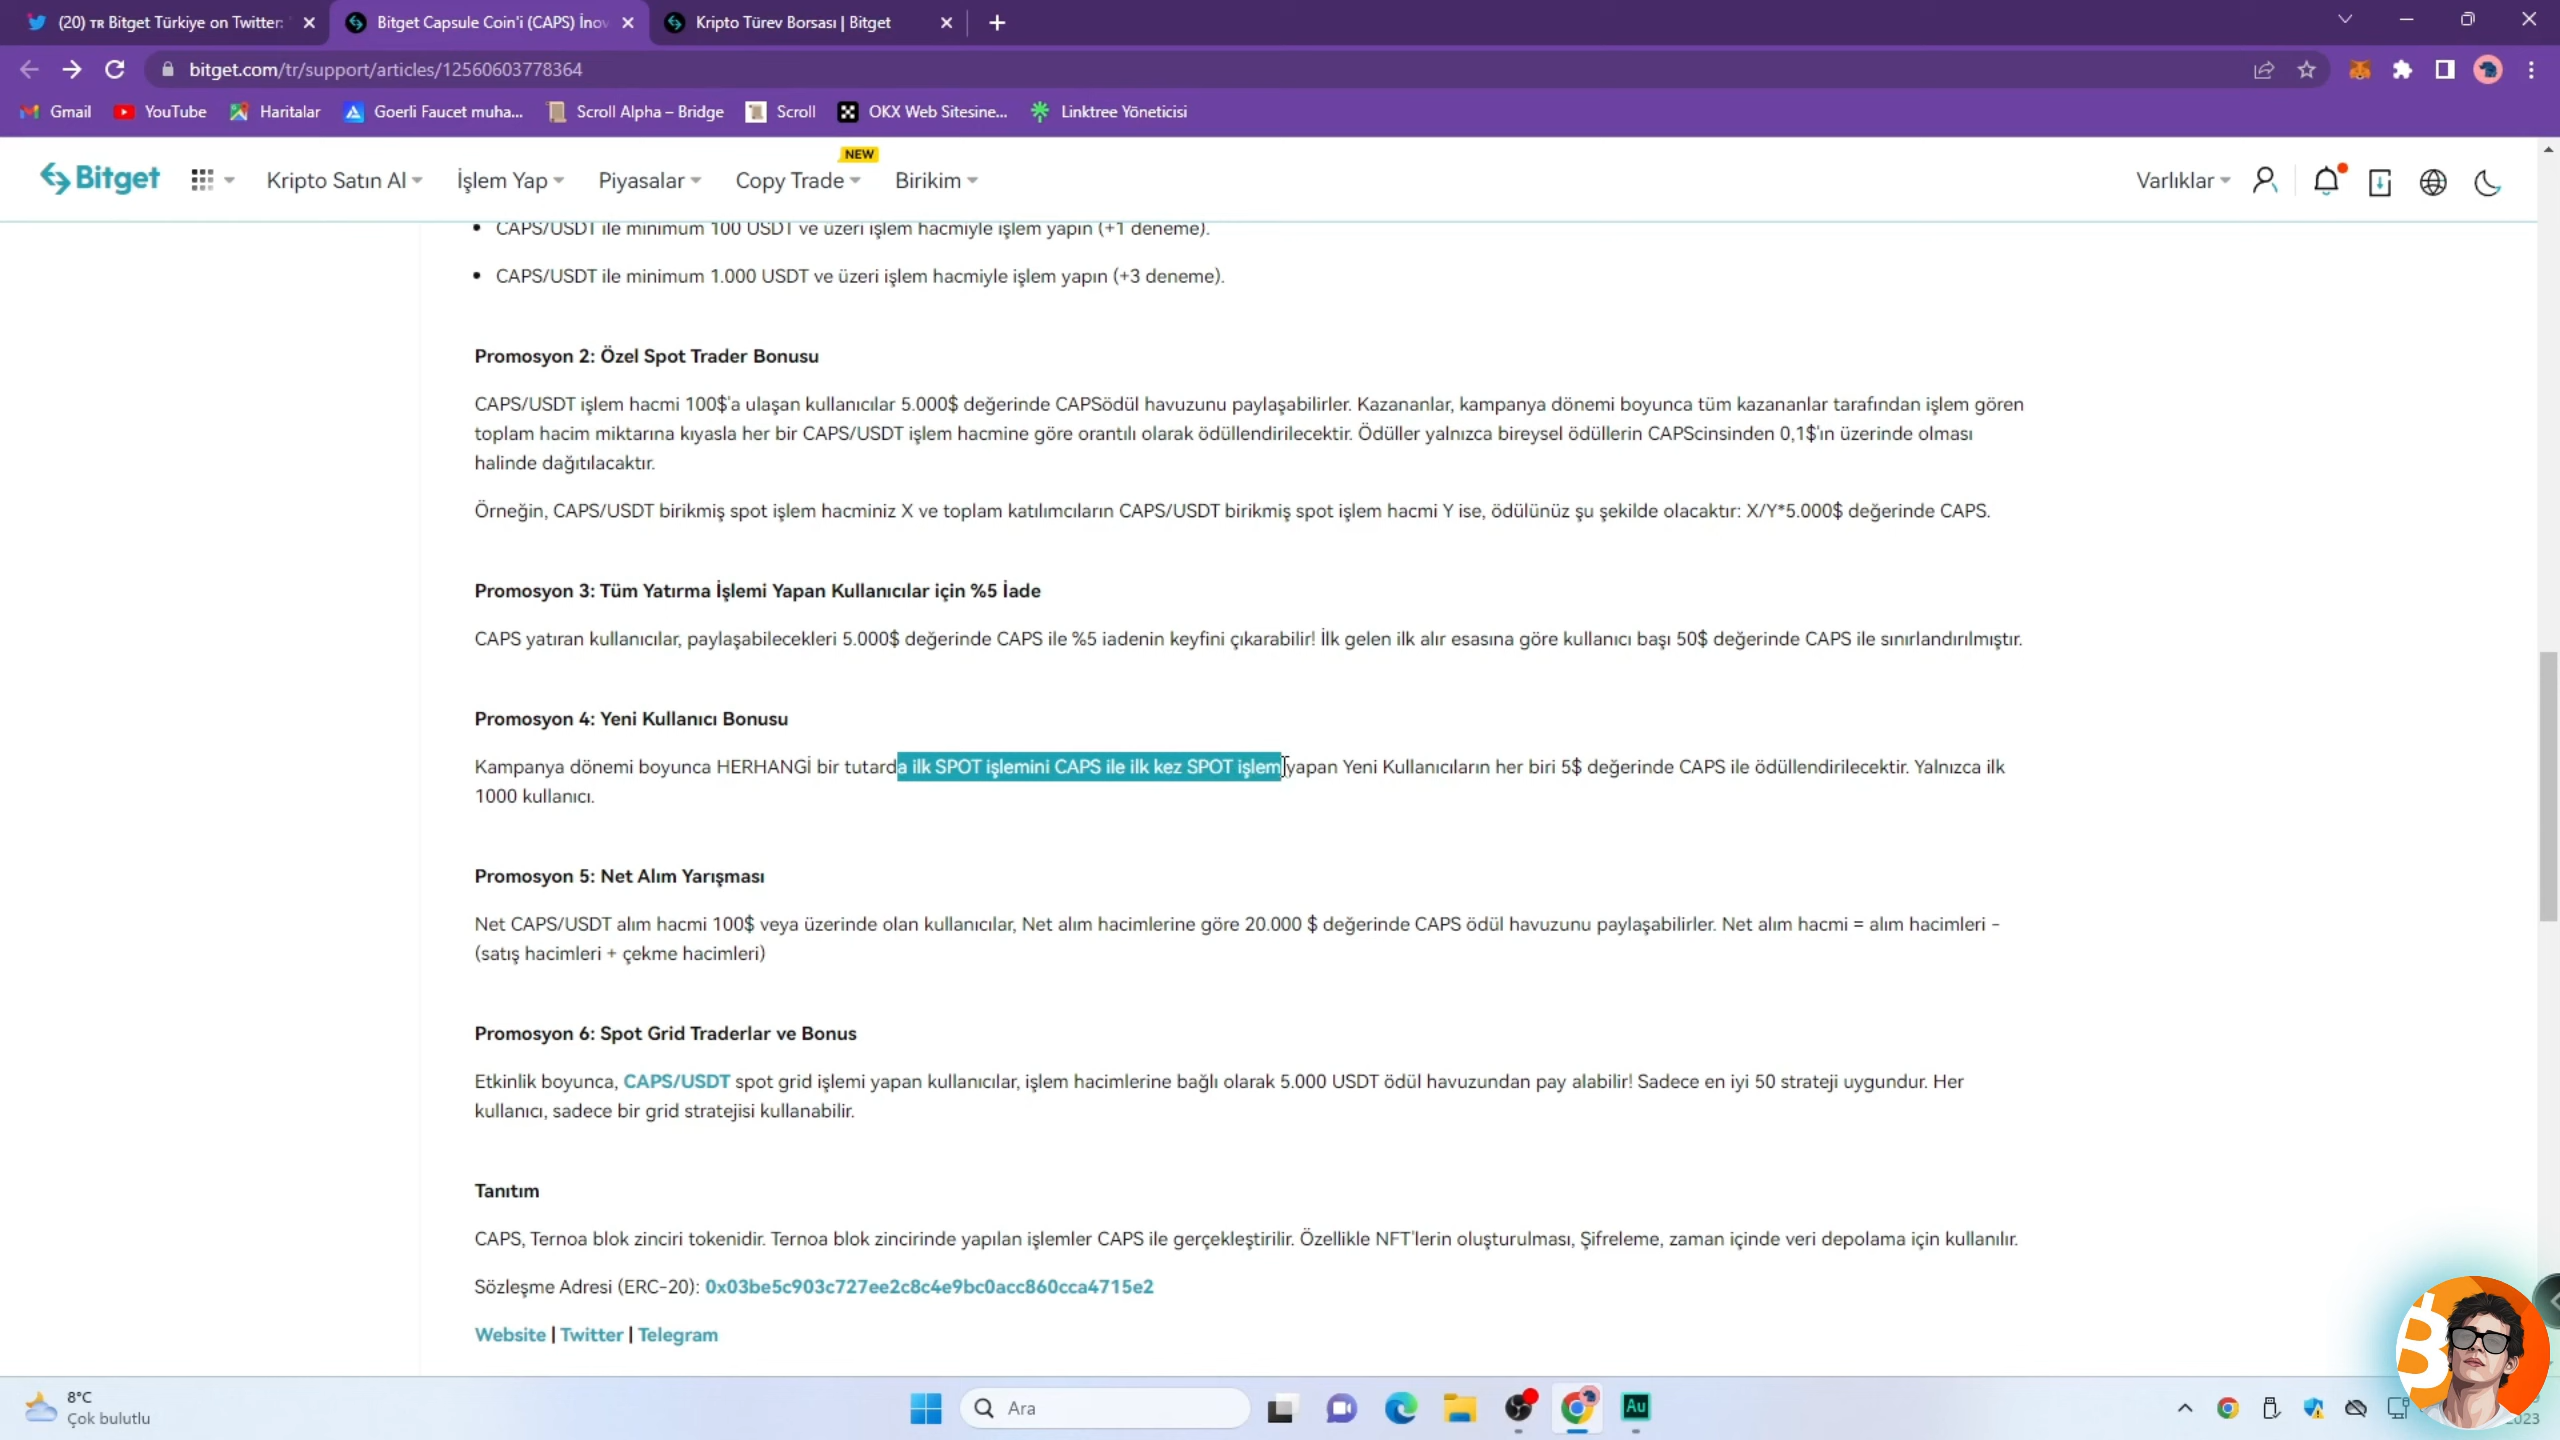 (20) TR Bitget Türkiye on Twitter:
Bitget Capsule Coin'i (CAPS) İnov
Kripto Türev Borsası | Bitget
bitget.com/tr/support/articles/12560603778364
Gmail
YouTube
Haritalar
Goerli Faucet muha...
Scroll Alpha – Bridge
Scroll
OKX Web Sitesine...
Linktree Yöneticisi
Bitget
Kripto Satın Al
İşlem Yap
Piyasalar
NEW
Copy Trade
Birikim
Varlıklar
• CAPS/USDT ile minimum 100 USDT ve üzeri işlem hacmiyle işlem yapın (+1 deneme).
• CAPS/USDT ile minimum 1.000 USDT ve üzeri işlem hacmiyle işlem yapın (+3 deneme).
Promosyon 2: Özel Spot Trader Bonusu
CAPS/USDT işlem hacmi 100$'a ulaşan kullanıcılar 5.000$ değerinde CAPSödül havuzunu paylaşabilirler. Kazananlar, kampanya dönemi boyunca tüm kazananlar tarafından işlem gören
toplam hacim miktarına kıyasla her bir CAPS/USDT işlem hacmine göre orantılı olarak ödüllendirilecektir. Ödüller yalnızca bireysel ödüllerin CAPScinsinden 0,1$'ın üzerinde olması
halinde dağıtılacaktır.
Örneğin, CAPS/USDT birikmiş spot işlem hacminiz X ve toplam katılımcıların CAPS/USDT birikmiş spot işlem hacmi Y ise, ödülünüz şu şekilde olacaktır: X/Y*5.000$ değerinde CAPS.
Promosyon 3: Tüm Yatırma İşlemi Yapan Kullanıcılar için %5 İade
CAPS yatıran kullanıcılar, paylaşabilecekleri 5.000$ değerinde CAPS ile %5 iadenin keyfini çıkarabilir! İlk gelen ilk alır esasına göre kullanıcı başı 50$ değerinde CAPS ile sınırlandırılmıştır.
Promosyon 4: Yeni Kullanıcı Bonusu
Kampanya dönemi boyunca HERHANGİ bir tutarda ilk SPOT işlemini CAPS ile ilk kez SPOT işlem yapan Yeni Kullanıcıların her biri 5$ değerinde CAPS ile ödüllendirilecektir. Yalnızca ilk
1000 kullanıcı.
Promosyon 5: Net Alım Yarışması
Net CAPS/USDT alım hacmi 100$ veya üzerinde olan kullanıcılar, Net alım hacimlerine göre 20.000 $ değerinde CAPS ödül havuzunu paylaşabilirler. Net alım hacmi = alım hacimleri -
(satış hacimleri + çekme hacimleri)
Promosyon 6: Spot Grid Traderlar ve Bonus
Etkinlik boyunca, CAPS/USDT spot grid işlemi yapan kullanıcılar, işlem hacimlerine bağlı olarak 5.000 USDT ödül havuzundan pay alabilir! Sadece en iyi 50 strateji uygundur. Her
kullanıcı, sadece bir grid stratejisi kullanabilir.
Tanıtım
CAPS, Ternoa blok zinciri tokenidir. Ternoa blok zincirinde yapılan işlemler CAPS ile gerçekleştirilir. Özellikle NFT'lerin oluşturulması, Şifreleme, zaman içinde veri depolama için kullanılır.
Sözleşme Adresi (ERC-20): 0x03be5c903c727ee2c8c4e9bc0acc860cca4715e2
Website | Twitter | Telegram
8°C
Çok bulutlu
Ara
Au
2023